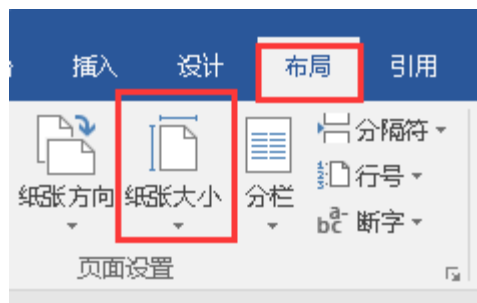 插入 设计 布局 引用
纸张方向 纸张大小 分栏
分隔符
行号
断字
页面设置